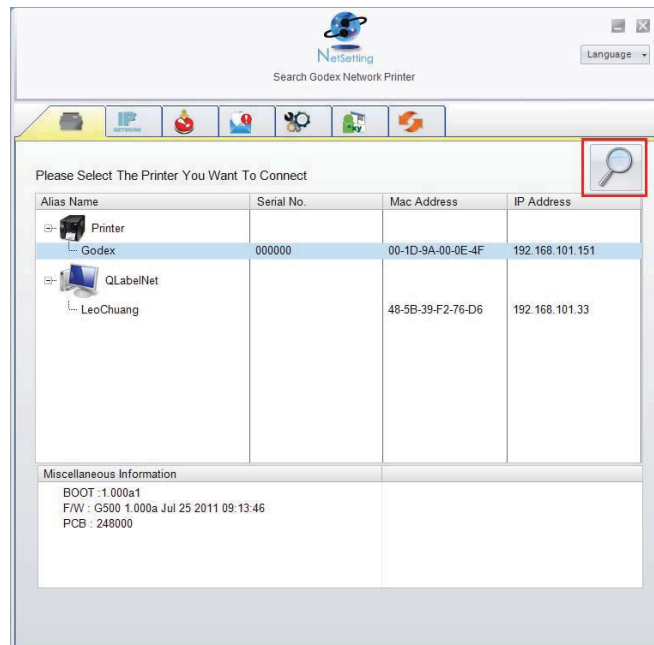 NetSetting
Language
Search Godex Network Printer
IP
NETWORK
Please Select The Printer You Want To Connect
Alias Name Serial No. Mac Address IP Address
Printer
Godex 000000 00-1D-9A-00-0E-4F 192.168.101.151
QLabelNet
LeoChuang 48-5B-39-F2-76-D6 192.168.101.33
Miscellaneous Information
BOOT :1.000a1
F/W : G500 1.000a Jul 25 2011 09:13:46
PCB : 248000